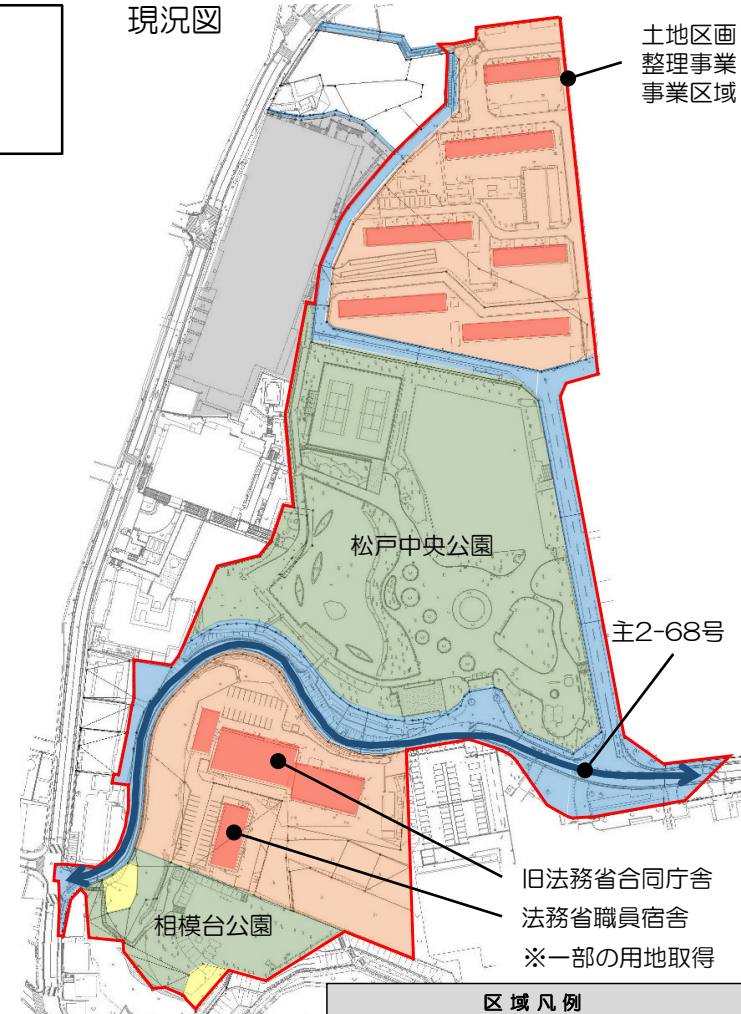 現況図
土地区画
整理事業
事業区域
松戸中央公園
主2-68号
旧法務省合同庁舎
法務省職員宿舎
※一部の用地取得
相模台公園
区域凡例